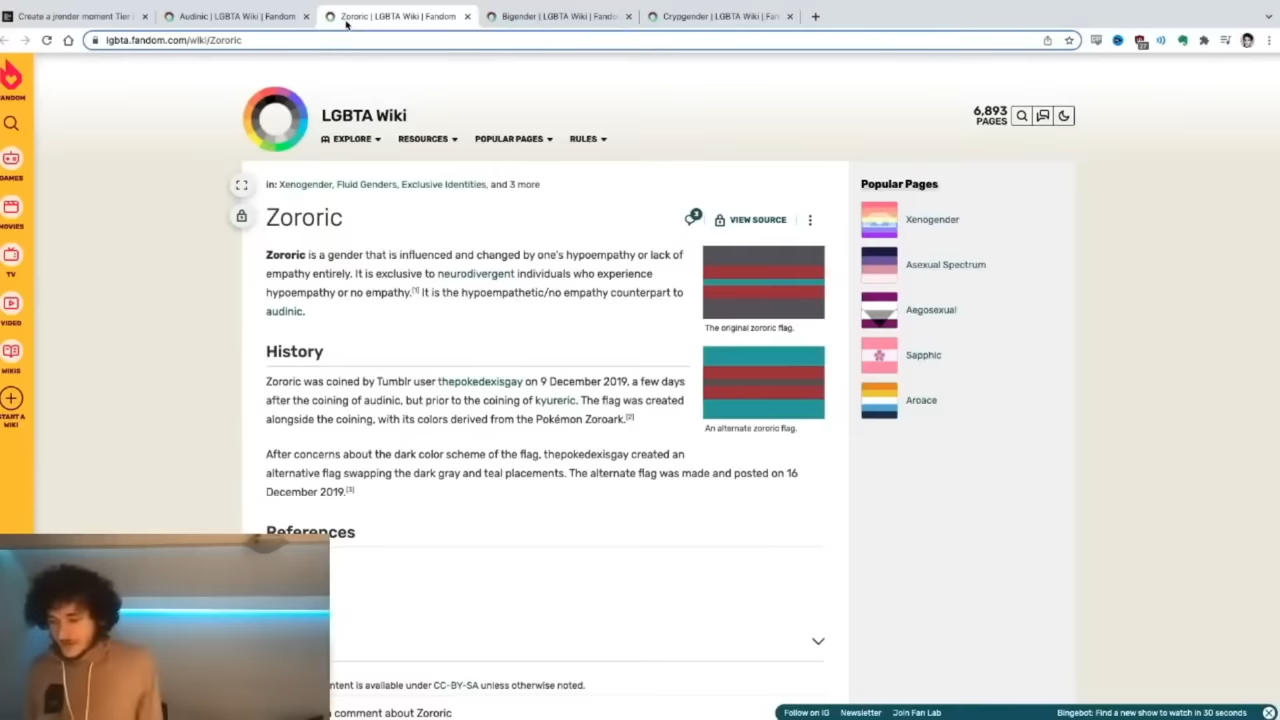 Create a jrender moment Tier
Audinic | LGBTA Wiki | Fandom
Zororic | LGBTA Wiki | Fandom
Bigender | LGBTA Wiki | Fando
Crypgender | LGBTA Wiki | Fan
lgbta.fandom.com/wiki/Zororic
FANDOM
GAMES
MOVIES
TV
VIDEO
WIKIS
START A
WIKI
LGBTA Wiki
6,893
PAGES
EXPLORE
RESOURCES
POPULAR PAGES
RULES
in: Xenogender, Fluid Genders, Exclusive Identities, and 3 more
Zororic
3
VIEW SOURCE
Zororic is a gender that is influenced and changed by one's hypoempathy or lack of
empathy entirely. It is exclusive to neurodivergent individuals who experience
hypoempathy or no empathy.[1] It is the hypoempathetic/no empathy counterpart to
audinic.
The original zororic flag.
History
Zororic was coined by Tumblr user thepokedexisgay on 9 December 2019, a few days
after the coining of audinic, but prior to the coining of kyureric. The flag was created
alongside the coining, with its colors derived from the Pokémon Zoroark.[2]
An alternate zororic flag.
After concerns about the dark color scheme of the flag, thepokedexisgay created an
alternative flag swapping the dark gray and teal placements. The alternate flag was made and posted on 16
December 2019.[3]
References
Popular Pages
Xenogender
Asexual Spectrum
Aegosexual
Sapphic
Aroace
ntent is available under CC-BY-SA unless otherwise noted.
comment about Zororic
Follow on IG
Newsletter
Join Fan Lab
Bingebot: Find a new show to watch in 30 seconds